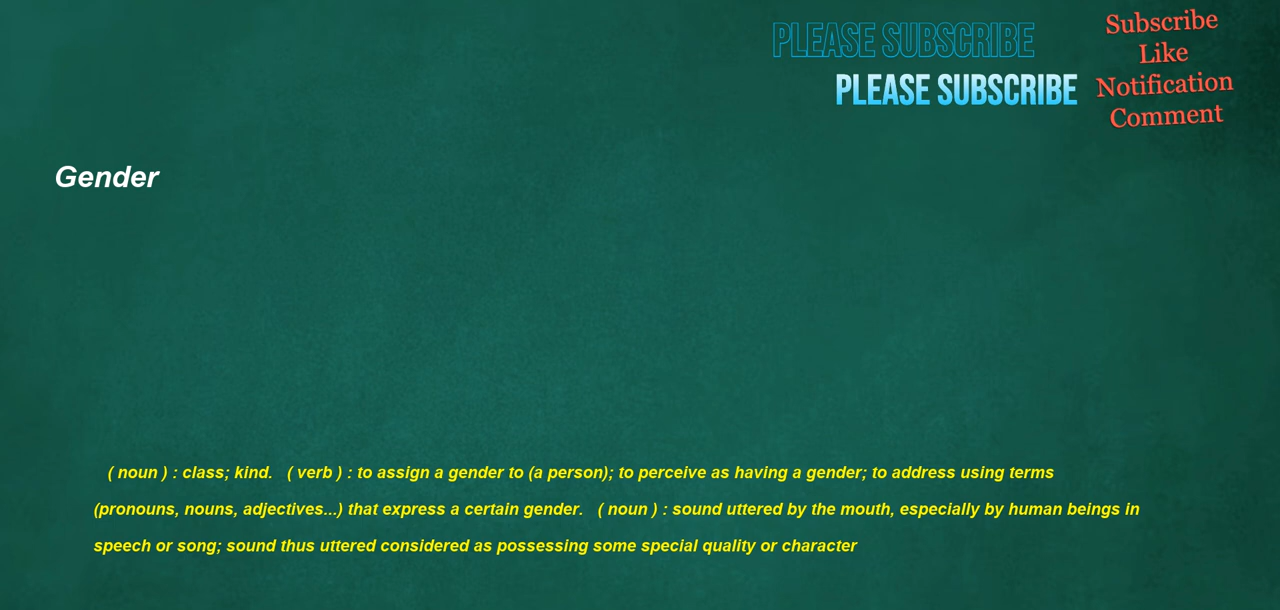 PLEASE SUBSCRIBE
PLEASE SUBSCRIBE
Subscribe
Like
Notification
Comment
Gender
( noun ) : class; kind. ( verb ) : to assign a gender to (a person); to perceive as having a gender; to address using terms
(pronouns, nouns, adjectives...) that express a certain gender. ( noun ) : sound uttered by the mouth, especially by human beings in
speech or song; sound thus uttered considered as possessing some special quality or character